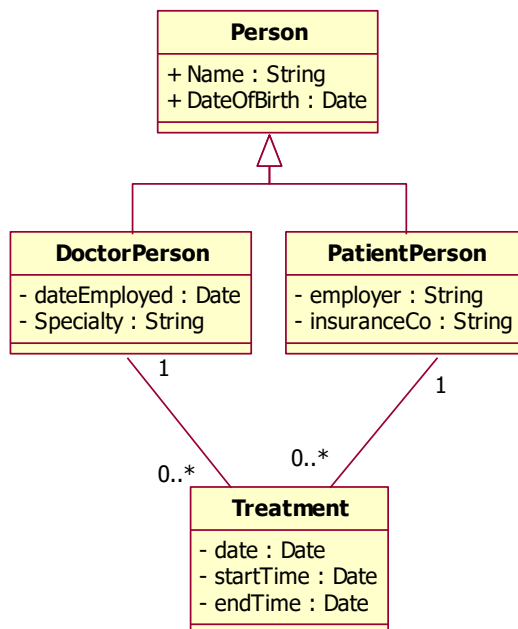 Person
+ Name : String
+ DateOfBirth : Date
DoctorPerson
- dateEmployed : Date
- Specialty : String
PatientPerson
- employer : String
- insuranceCo : String
1
1
0..*
0..*
Treatment
- date : Date
- startTime : Date
- endTime : Date